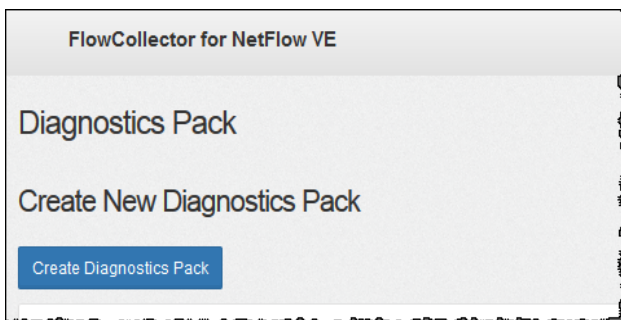 FlowCollector for NetFlow VE
Diagnostics Pack
Create New Diagnostics Pack
Create Diagnostics Pack